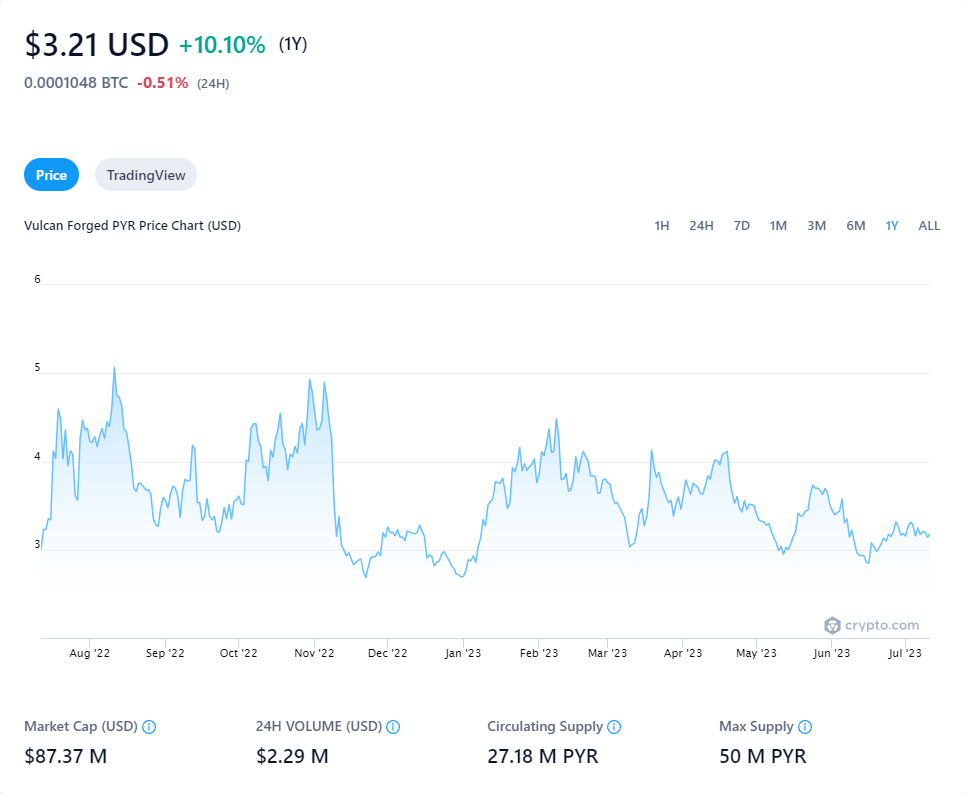 $3.21 USD +10.10% (1Y)
0.0001048 BTC -0.51% (24H)
Price TradingView
Vulcan Forged PYR Price Chart (USD) 1H 24H 7D 1M 3M 6M 1Y ALL
6
5
4
3
crypto.com
Aug '22 Sep '22 Oct '22 Nov '22 Dec '22 Jan '23 Feb '23 Mar '23 Apr '23 May '23 Jun '23 Jul '23
Market Cap (USD) 24H VOLUME (USD) Circulating Supply Max Supply
$87.37 M $2.29 M 27.18 M PYR 50 M PYR